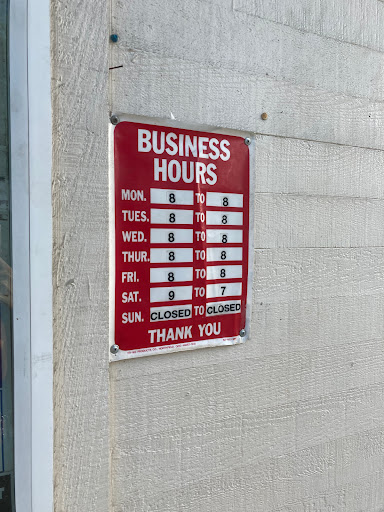 BUSINESS
HOURS
MON. 8 TO 8
TUES. 8 TO 8
WED. 8 TO 8
THUR. 8 TO 8
FRI. 8 TO 8
SAT. 9 TO 7
SUN. CLOSED TO CLOSED
THANK YOU